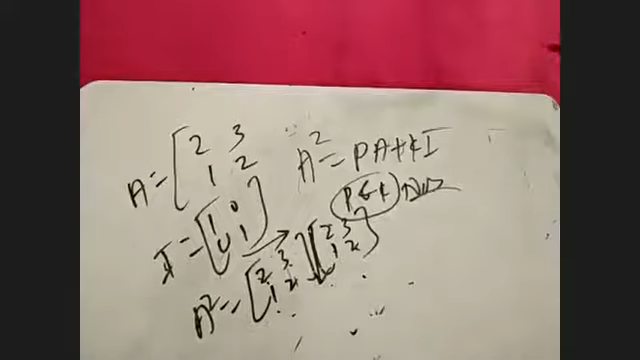 A = [2 3
1 2]
A² = PA + KI
I = [1 0
0 1]
P & K
A² = [2 3
1 2] [2 3
1 2]